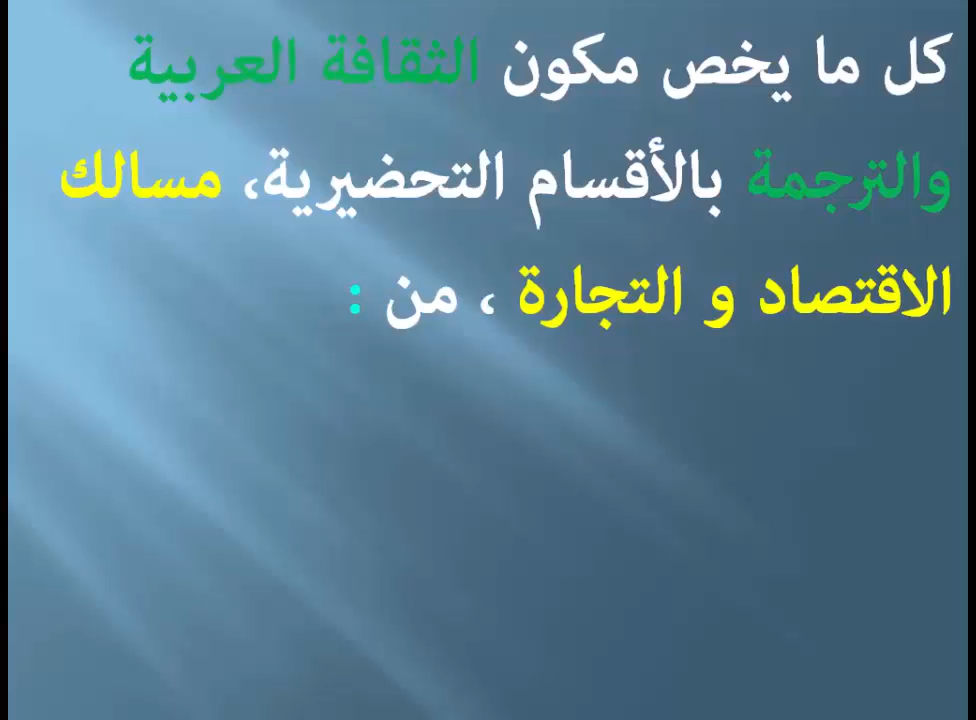 كل ما يخص مكون الثقافة العربية
والترجمة بالأقسام التحضيرية، مسالك
الاقتصاد و التجارة ، من :